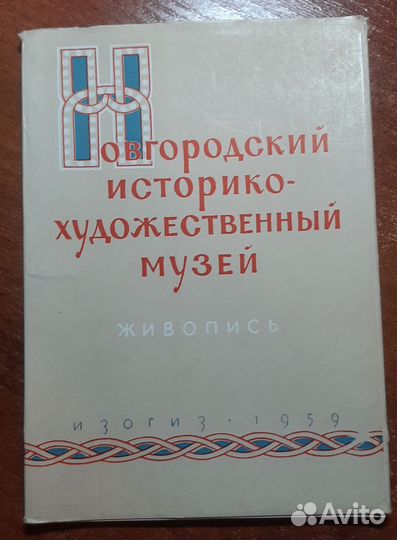 Новгородский
историко-
художественный
музей
живопись
изогиз · 1959
Avito